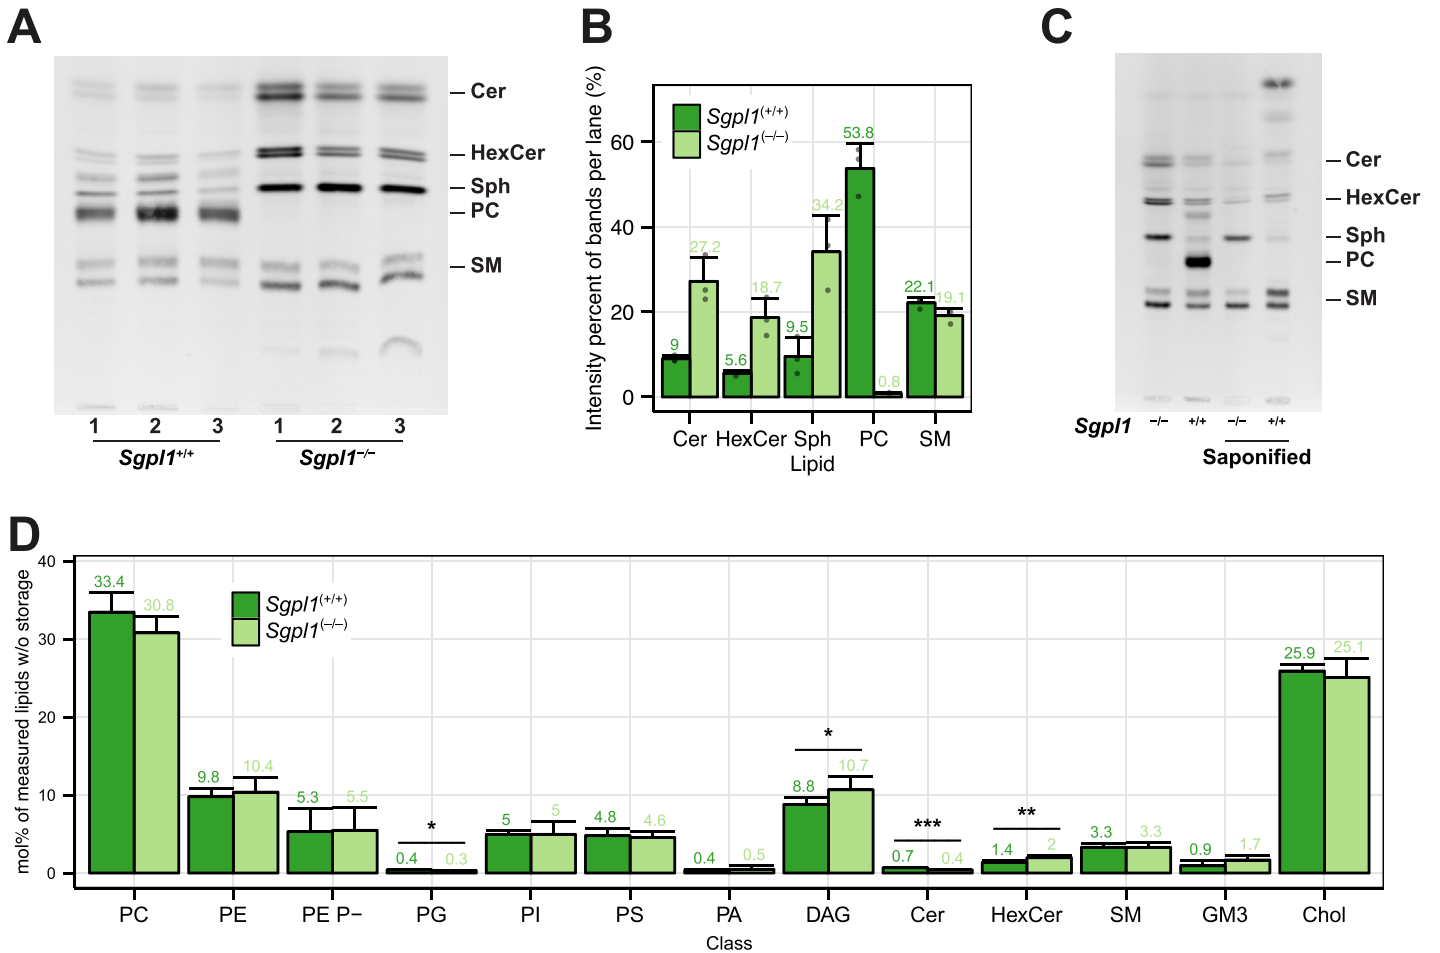 A
Cer
HexCer
Sph
PC
SM
1 2 3 1 2 3
Sgpl1+/+ Sgpl1−/−
B
Intensity percent of bands per lane (%)
60
40
20
0
Sgpl1(+/+)
Sgpl1(−/−)
9 27.2 5.6 18.7 9.5 34.2 53.8 0.8 22.1 19.1
Cer HexCer Sph PC SM
Lipid
C
Cer
HexCer
Sph
PC
SM
Sgpl1 −/− +/+ −/− +/+
Saponified
D
mol% of measured lipids w/o storage
40
30
20
10
0
Sgpl1(+/+)
Sgpl1(−/−)
33.4 30.8 9.8 10.4 5.3 5.5 0.4 0.3 5 5 4.8 4.6 0.4 0.5 8.8 10.7 0.7 0.4 1.4 2 3.3 3.3 0.9 1.7 25.9 25.1
* * *** **
PC PE PE P− PG PI PS PA DAG Cer HexCer SM GM3 Chol
Class